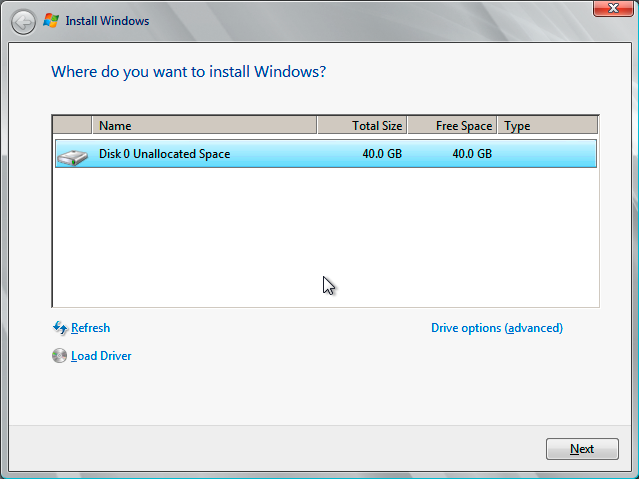 Install Windows
Where do you want to install Windows?
Name Total Size Free Space Type
Disk 0 Unallocated Space 40.0 GB 40.0 GB
Refresh Drive options (advanced)
Load Driver
Next